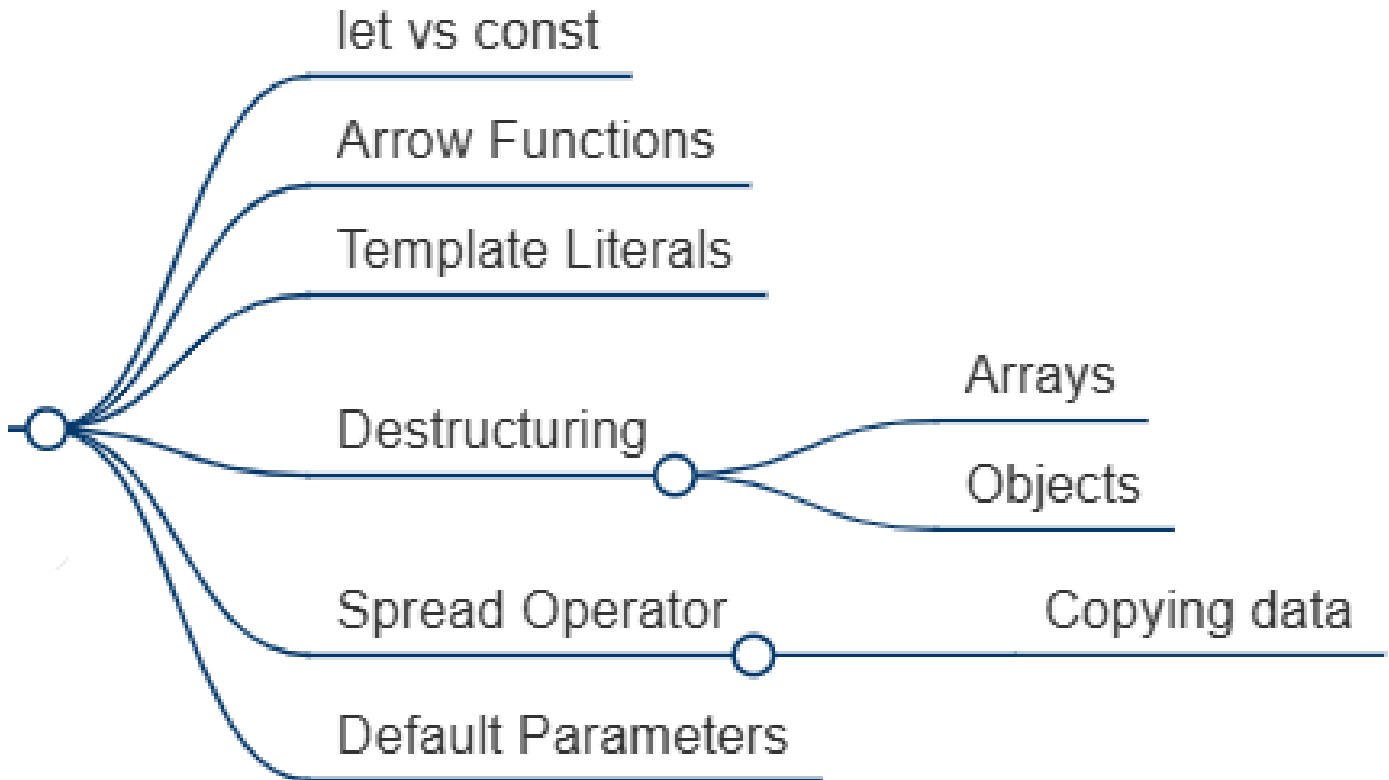 let vs const
Arrow Functions
Template Literals
Destructuring
Arrays
Objects
Spread Operator
Copying data
Default Parameters